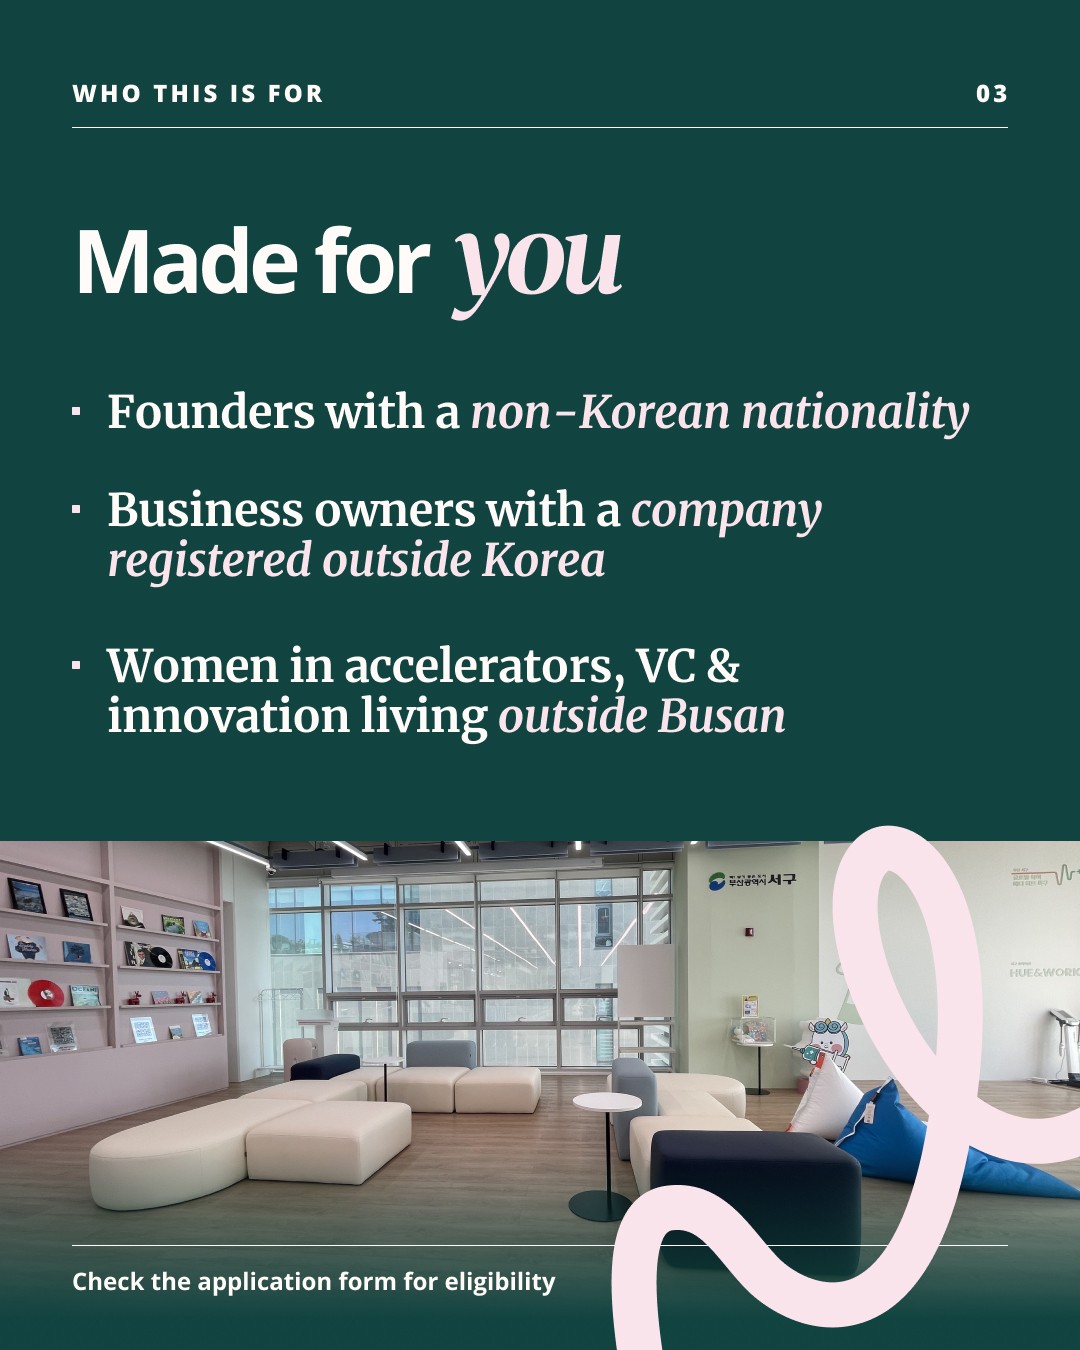 WHO THIS IS FOR
03
Made for you
▪ Founders with a non-Korean nationality
▪ Business owners with a company
registered outside Korea
▪ Women in accelerators, VC &
innovation living outside Busan
부산광역시 서구
HUE&WORK
Check the application form for eligibility